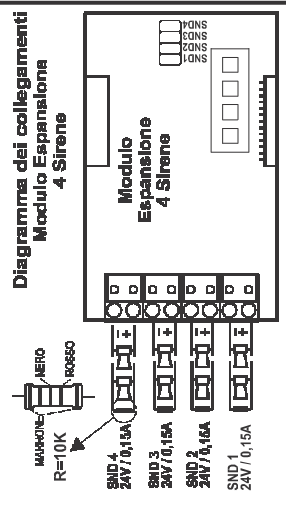 Diagramma dei collegamenti
Modulo Espansione
4 Sirene
SND4
SND3
SND2
SND1
Modulo
Espansione
4 Sirene
MARRONE
NERO
ROSSO
R=10K
- +
- +
- +
- +
SND 4
24V / 0,15A
SND 3
24V / 0,15A
SND 2
24V / 0,15A
SND 1
24V / 0,15A